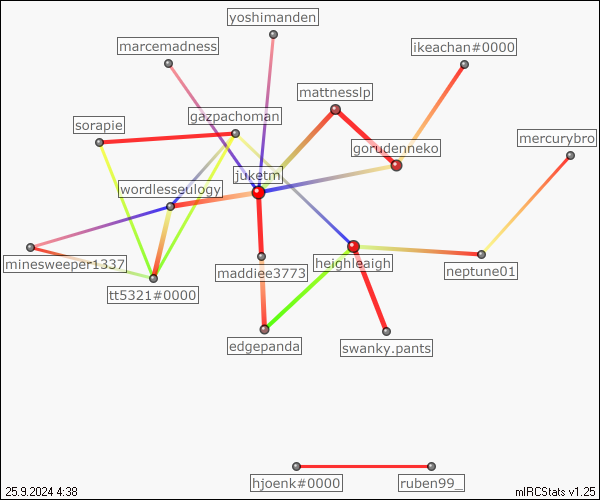 yoshimanden
marcemadness
ikeachan#0000
mattnesslp
gazpachoman
sorapie
mercurybro
gorudenneko
juketm
wordlesseulogy
minesweeper1337
heighleaigh
neptune01
maddiee3773
tt5321#0000
edgepanda
swanky.pants
hjoenk#0000
ruben99_
25.9.2024 4:38
mIRCStats v1.25